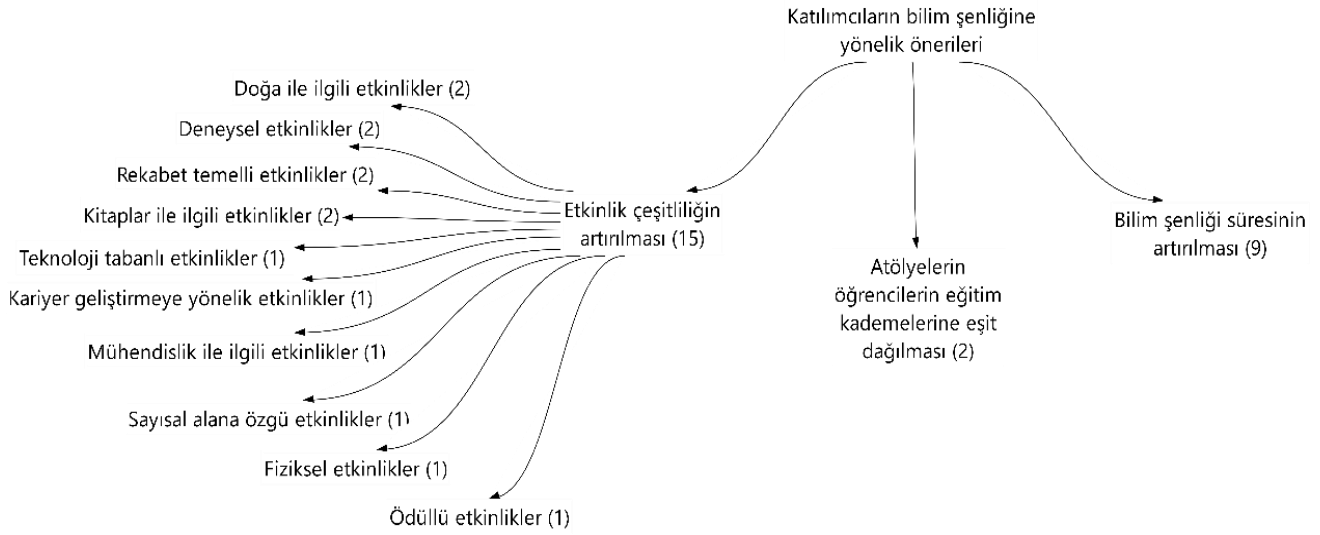 Katılımcıların bilim şenliğine
yönelik önerileri
Doğa ile ilgili etkinlikler (2)
Deneysel etkinlikler (2)
Rekabet temelli etkinlikler (2)
Kitaplar ile ilgili etkinlikler (2)
Teknoloji tabanlı etkinlikler (1)
Kariyer geliştirmeye yönelik etkinlikler (1)
Mühendislik ile ilgili etkinlikler (1)
Sayısal alana özgü etkinlikler (1)
Fiziksel etkinlikler (1)
Ödüllü etkinlikler (1)
Etkinlik çeşitliliğin
artırılması (15)
Atölyelerin
öğrencilerin eğitim
kademelerine eşit
dağılması (2)
Bilim şenliği süresinin
artırılması (9)